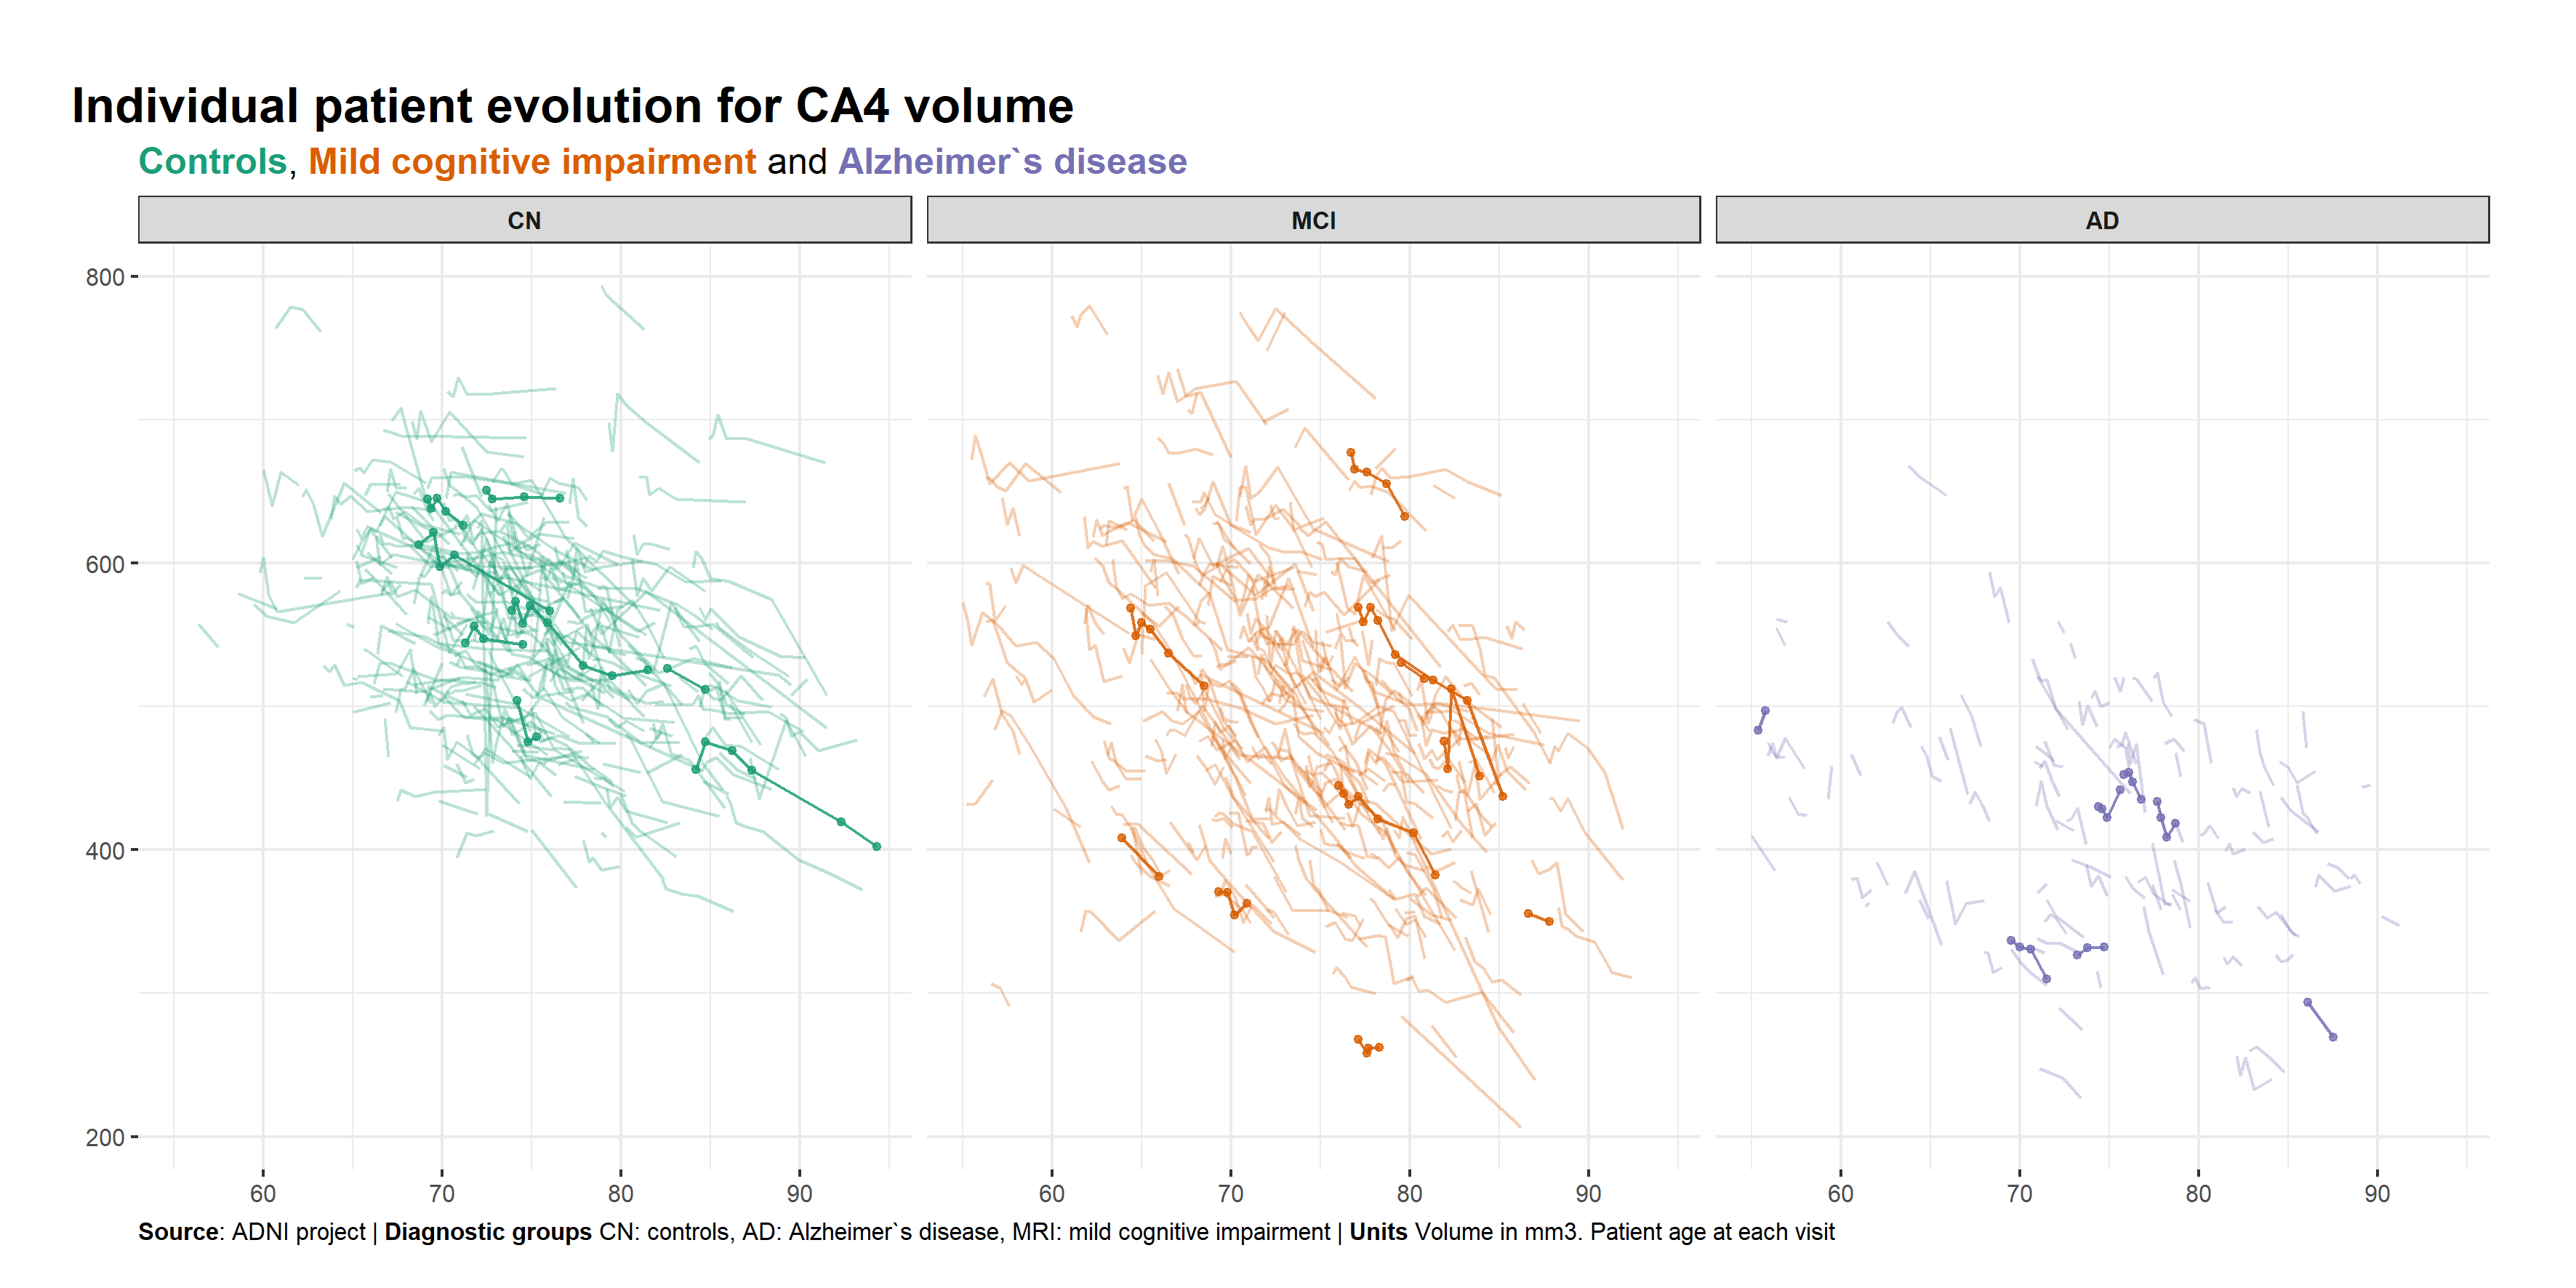 Individual patient evolution for CA4 volume
Controls, Mild cognitive impairment and Alzheimer`s disease
CN MCI AD
800
600
400
200
60 70 80 90 60 70 80 90 60 70 80 90
Source: ADNI project | Diagnostic groups CN: controls, AD: Alzheimer`s disease, MRI: mild cognitive impairment | Units Volume in mm3. Patient age at each visit